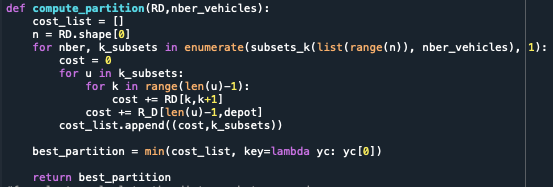 def compute_partition(RD,nber_vehicles):
    cost_list = []
    n = RD.shape[0]
    for nber, k_subsets in enumerate(subsets_k(list(range(n)), nber_vehicles), 1):
        cost = 0
        for u in k_subsets:
            for k in range(len(u)-1):
                cost += RD[k,k+1]
            cost += R_D[len(u)-1,depot]
        cost_list.append((cost,k_subsets))

    best_partition = min(cost_list, key=lambda yc: yc[0])

    return best_partition